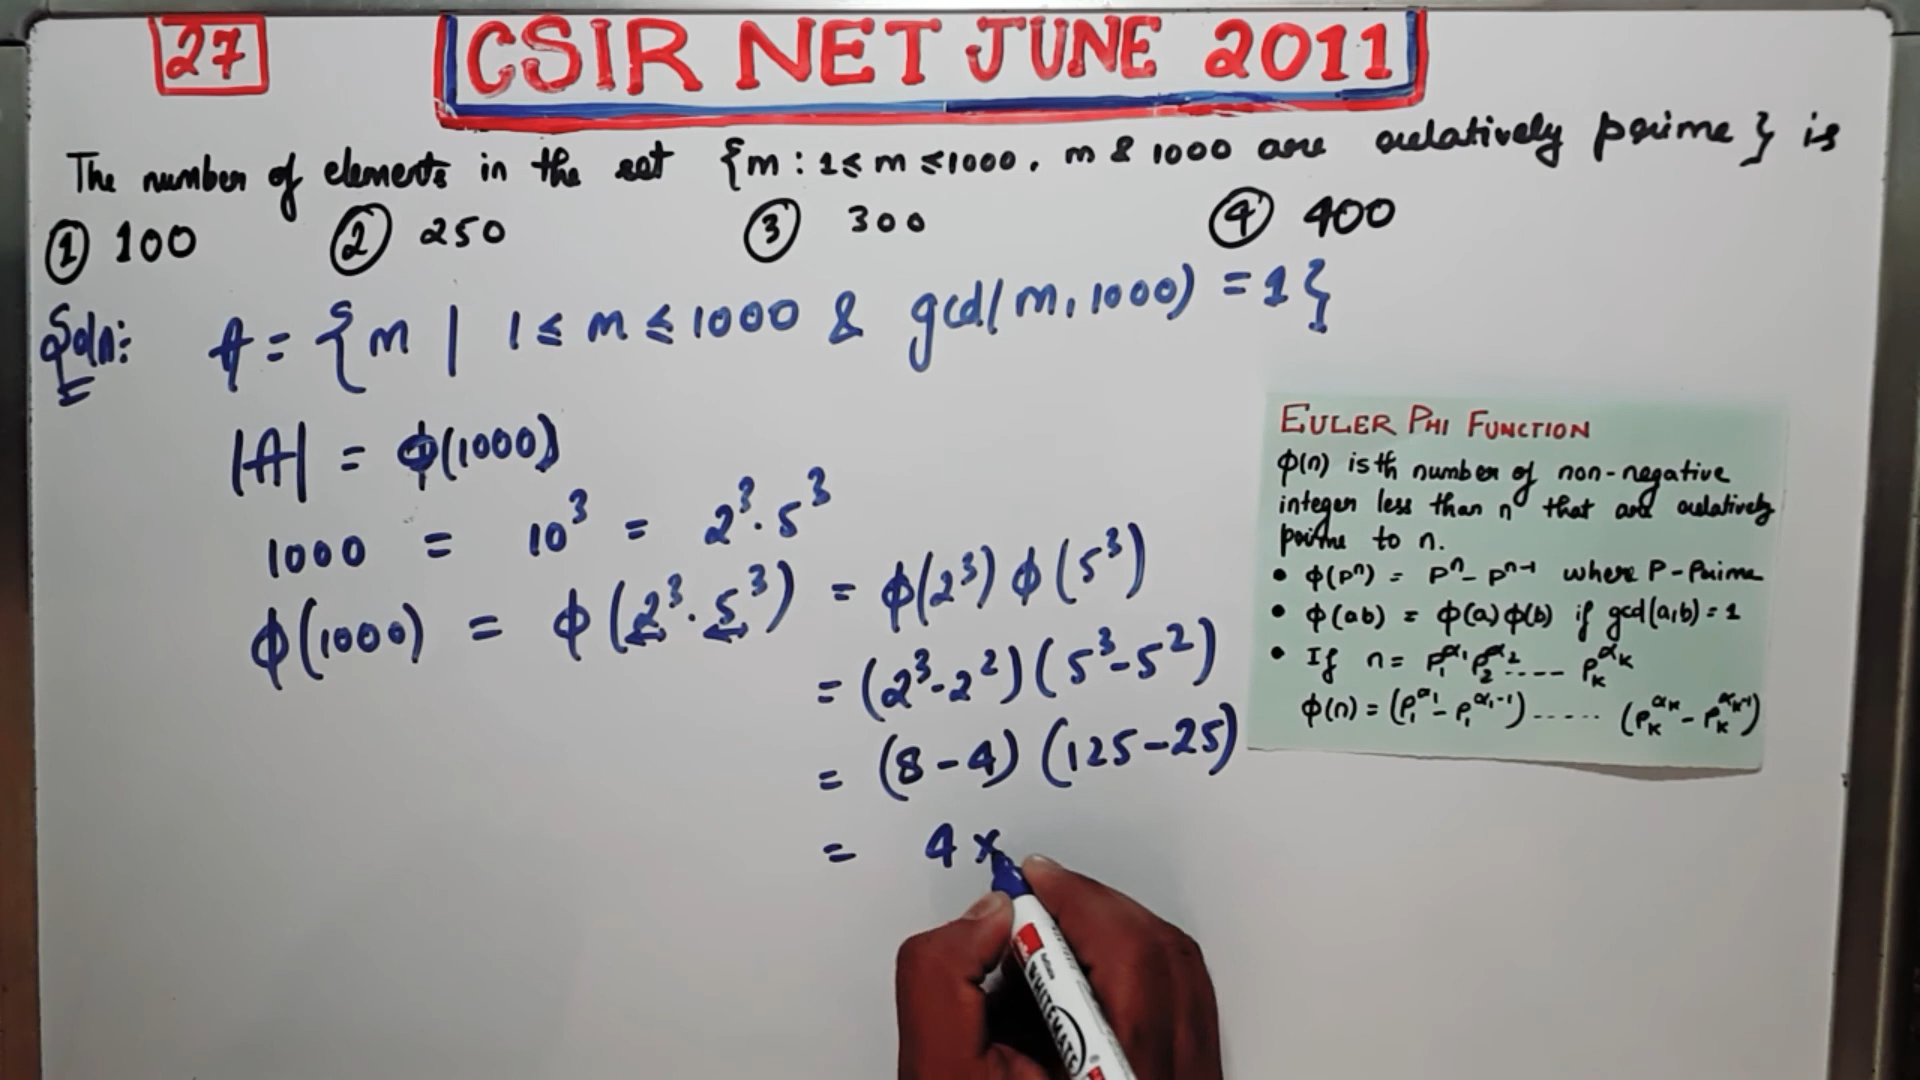 27
CSIR NET JUNE 2011
The number of elements in the set {m : 1 ≤ m ≤ 1000, m & 1000 are relatively prime} is
① 100 ② 250 ③ 300 ④ 400
Soln: A = {m | 1 ≤ m ≤ 1000 & gcd(m, 1000) = 1}
|A| = ϕ(1000)
1000 = 10³ = 2³·5³
ϕ(1000) = ϕ(2³·5³) = ϕ(2³) ϕ(5³)
= (2³-2²)(5³-5²)
= (8-4)(125-25)
= 4×
EULER PHI FUNCTION
ϕ(n) is th number of non-negative
integer less than n that are relatively
prime to n.
• ϕ(Pⁿ) = Pⁿ - Pⁿ⁻¹ where P-Prime
• ϕ(ab) = ϕ(a)ϕ(b) if gcd(a,b) = 1
• If n = P₁^α₁ P₂^α₂ ..... Pₖ^αₖ
ϕ(n) = (P₁^α₁ - P₁^α₁-1) ..... (Pₖ^αₖ - Pₖ^αₖ-1)
WHITEMATE